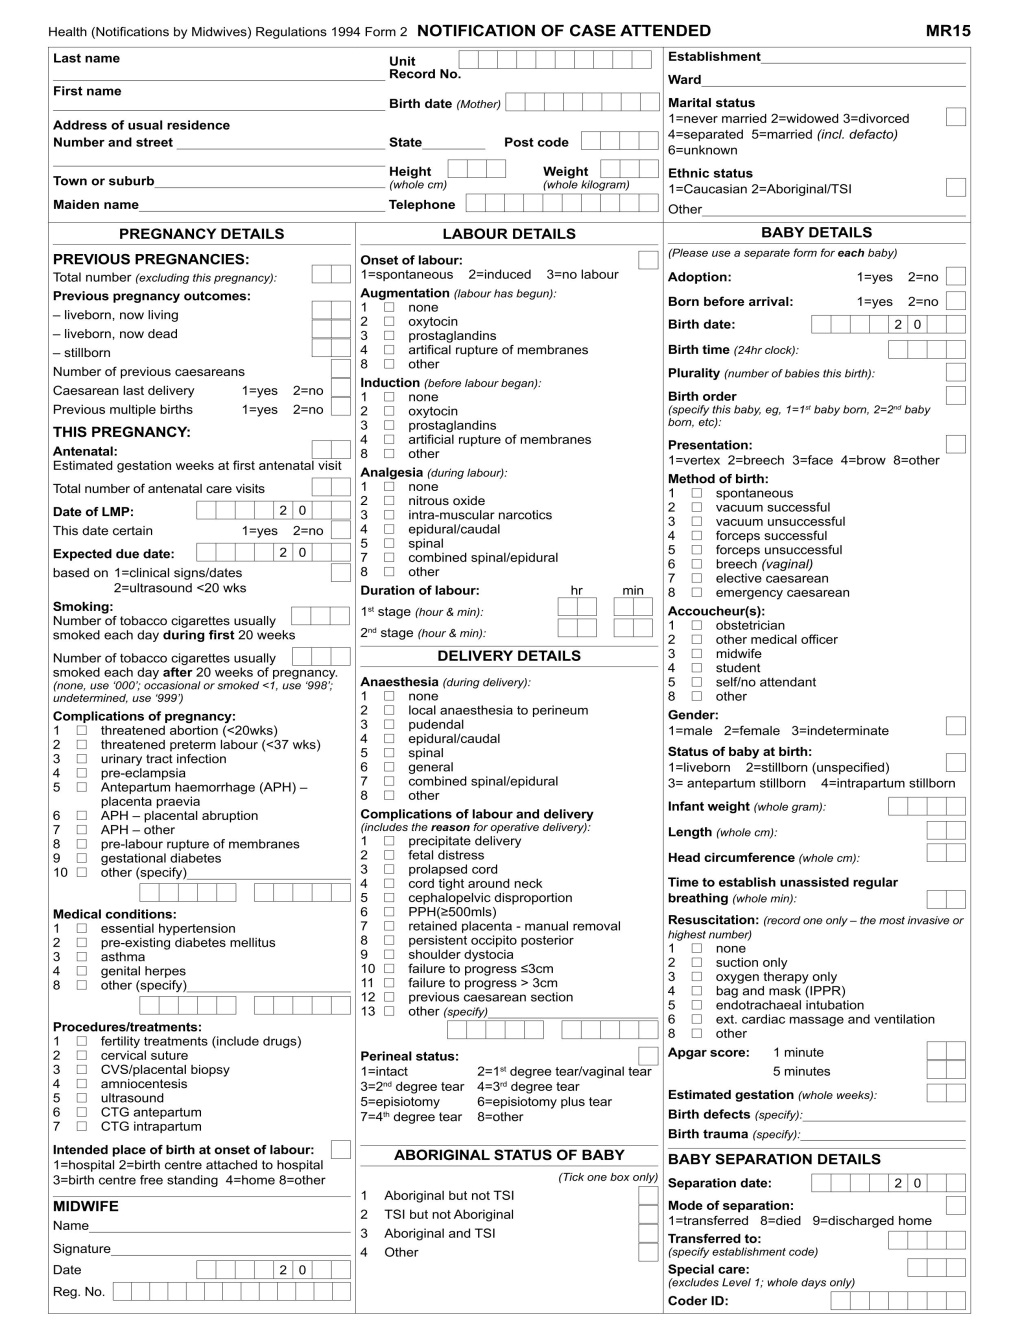 Health (Notifications by Midwives) Regulations 1994 Form 2 NOTIFICATION OF CASE ATTENDED MR15
Last name
Unit
Record No.
First name
Birth date (Mother)
Address of usual residence
Number and street
State Post code
Height
(whole cm)
Weight
(whole kilogram)
Town or suburb
Maiden name
Telephone
Establishment
Ward
Marital status
1=never married 2=widowed 3=divorced
4=separated 5=married (incl. defacto)
6=unknown
Ethnic status
1=Caucasian 2=Aboriginal/TSI
Other
PREGNANCY DETAILS
PREVIOUS PREGNANCIES:
Total number (excluding this pregnancy):
Previous pregnancy outcomes:
– liveborn, now living
– liveborn, now dead
– stillborn
Number of previous caesareans
Caesarean last delivery 1=yes 2=no
Previous multiple births 1=yes 2=no
THIS PREGNANCY:
Antenatal:
Estimated gestation weeks at first antenatal visit
Total number of antenatal care visits
Date of LMP: 2 0
This date certain 1=yes 2=no
Expected due date: 2 0
based on 1=clinical signs/dates
2=ultrasound <20 wks
Smoking:
Number of tobacco cigarettes usually
smoked each day during first 20 weeks
Number of tobacco cigarettes usually
smoked each day after 20 weeks of pregnancy.
(none, use ‘000’; occasional or smoked <1, use ‘998’;
undetermined, use ‘999’)
Complications of pregnancy:
1 threatened abortion (<20wks)
2 threatened preterm labour (<37 wks)
3 urinary tract infection
4 pre-eclampsia
5 Antepartum haemorrhage (APH) –
placenta praevia
6 APH – placental abruption
7 APH – other
8 pre-labour rupture of membranes
9 gestational diabetes
10 other (specify)
Medical conditions:
1 essential hypertension
2 pre-existing diabetes mellitus
3 asthma
4 genital herpes
8 other (specify)
Procedures/treatments:
1 fertility treatments (include drugs)
2 cervical suture
3 CVS/placental biopsy
4 amniocentesis
5 ultrasound
6 CTG antepartum
7 CTG intrapartum
Intended place of birth at onset of labour:
1=hospital 2=birth centre attached to hospital
3=birth centre free standing 4=home 8=other
MIDWIFE
Name
Signature
Date 2 0
Reg. No.
LABOUR DETAILS
Onset of labour:
1=spontaneous 2=induced 3=no labour
Augmentation (labour has begun):
1 none
2 oxytocin
3 prostaglandins
4 artifical rupture of membranes
8 other
Induction (before labour began):
1 none
2 oxytocin
3 prostaglandins
4 artificial rupture of membranes
8 other
Analgesia (during labour):
1 none
2 nitrous oxide
3 intra-muscular narcotics
4 epidural/caudal
5 spinal
7 combined spinal/epidural
8 other
Duration of labour: hr min
1st stage (hour & min):
2nd stage (hour & min):
DELIVERY DETAILS
Anaesthesia (during delivery):
1 none
2 local anaesthesia to perineum
3 pudendal
4 epidural/caudal
5 spinal
6 general
7 combined spinal/epidural
8 other
Complications of labour and delivery
(includes the reason for operative delivery):
1 precipitate delivery
2 fetal distress
3 prolapsed cord
4 cord tight around neck
5 cephalopelvic disproportion
6 PPH(≥500mls)
7 retained placenta - manual removal
8 persistent occipito posterior
9 shoulder dystocia
10 failure to progress ≤3cm
11 failure to progress > 3cm
12 previous caesarean section
13 other (specify)
Perineal status:
1=intact 2=1st degree tear/vaginal tear
3=2nd degree tear 4=3rd degree tear
5=episiotomy 6=episiotomy plus tear
7=4th degree tear 8=other
ABORIGINAL STATUS OF BABY
(Tick one box only)
1 Aboriginal but not TSI
2 TSI but not Aboriginal
3 Aboriginal and TSI
4 Other
BABY DETAILS
(Please use a separate form for each baby)
Adoption: 1=yes 2=no
Born before arrival: 1=yes 2=no
Birth date: 2 0
Birth time (24hr clock):
Plurality (number of babies this birth):
Birth order
(specify this baby, eg, 1=1st baby born, 2=2nd baby
born, etc):
Presentation:
1=vertex 2=breech 3=face 4=brow 8=other
Method of birth:
1 spontaneous
2 vacuum successful
3 vacuum unsuccessful
4 forceps successful
5 forceps unsuccessful
6 breech (vaginal)
7 elective caesarean
8 emergency caesarean
Accoucheur(s):
1 obstetrician
2 other medical officer
3 midwife
4 student
5 self/no attendant
8 other
Gender:
1=male 2=female 3=indeterminate
Status of baby at birth:
1=liveborn 2=stillborn (unspecified)
3= antepartum stillborn 4=intrapartum stillborn
Infant weight (whole gram):
Length (whole cm):
Head circumference (whole cm):
Time to establish unassisted regular
breathing (whole min):
Resuscitation: (record one only – the most invasive or
highest number)
1 none
2 suction only
3 oxygen therapy only
4 bag and mask (IPPR)
5 endotrachaeal intubation
6 ext. cardiac massage and ventilation
8 other
Apgar score: 1 minute
5 minutes
Estimated gestation (whole weeks):
Birth defects (specify):
Birth trauma (specify):
BABY SEPARATION DETAILS
Separation date: 2 0
Mode of separation:
1=transferred 8=died 9=discharged home
Transferred to:
(specify establishment code)
Special care:
(excludes Level 1; whole days only)
Coder ID: